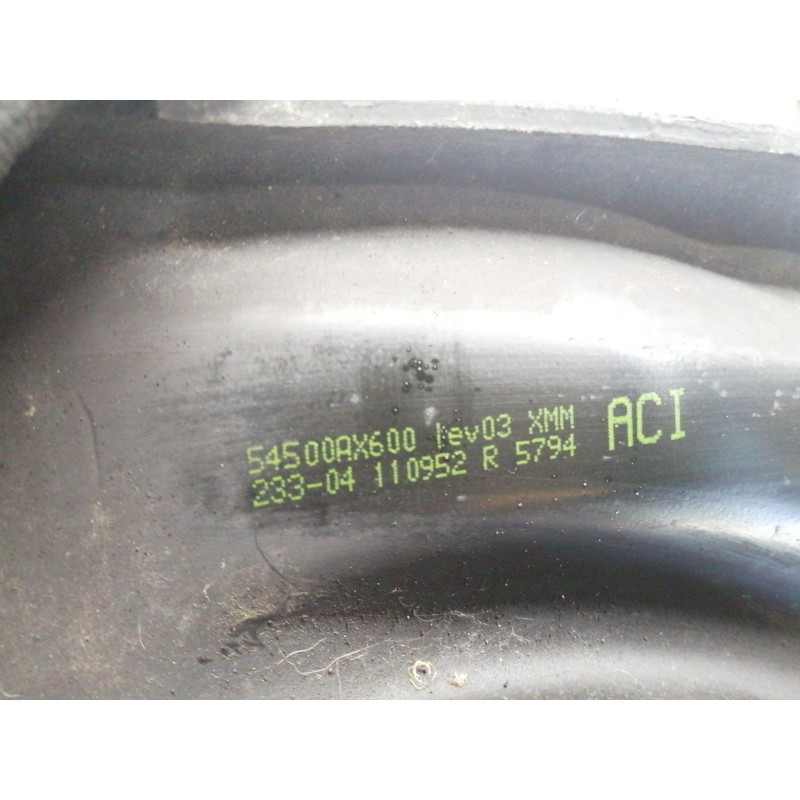 54500AX600 lev03 XMM ACI
233-04 110952 R 5794